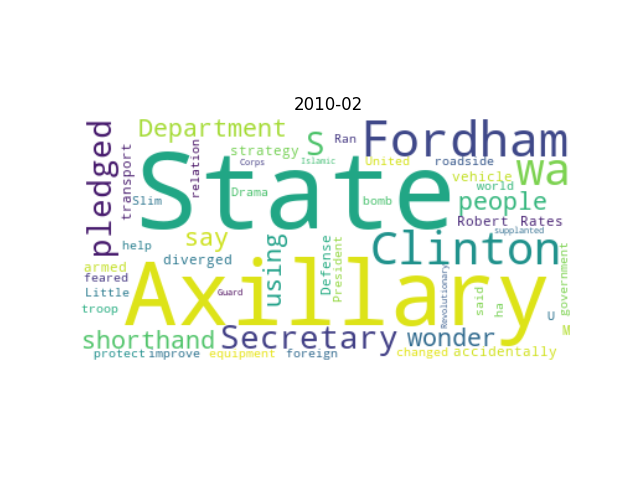 2010-02
Department S Ran Fordham
pledged transport relation strategy Corps Islamic United roadside wa
State vehicle
Slim Drama bomb world people
Robert Rates
supplanted
help say using Defense President Clinton government
diverged
armed
feared Axillary
Little Guard Revolutionary said ha
troop U
shorthand Secretary wonder M
protect improve equipment foreign changed accidentally